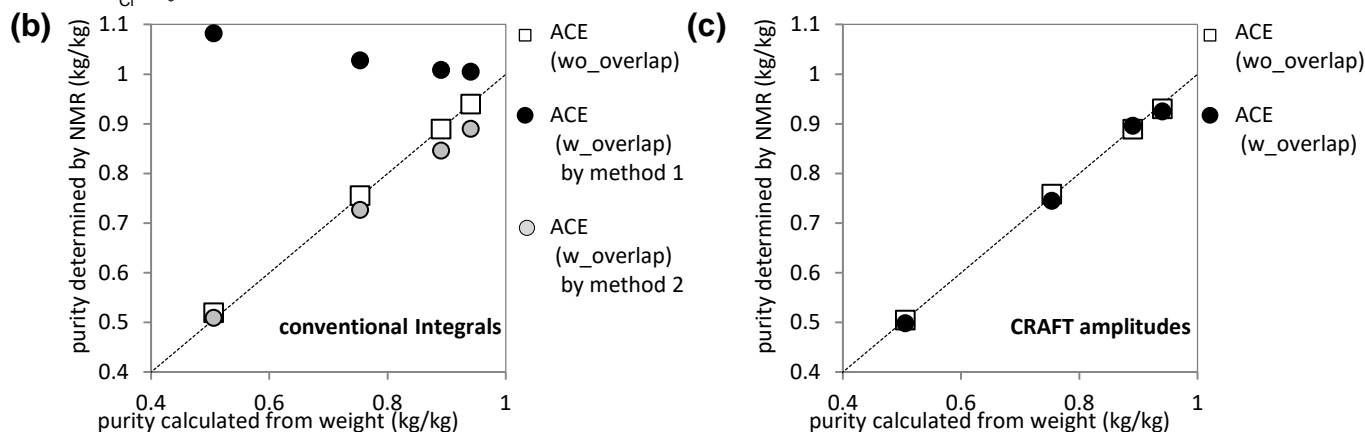 Cl
(b)
purity determined by NMR (kg/kg)
1.1
1
0.9
0.8
0.7
0.6
0.5
0.4
conventional Integrals
0.4
0.6
0.8
1
purity calculated from weight (kg/kg)
ACE
(wo_overlap)
ACE
(w_overlap)
by method 1
ACE
(w_overlap)
by method 2
(c)
purity determined by NMR (kg/kg)
1.1
1
0.9
0.8
0.7
0.6
0.5
0.4
CRAFT amplitudes
0.4
0.6
0.8
1
purity calculated from weight (kg/kg)
ACE
(wo_overlap)
ACE
(w_overlap)